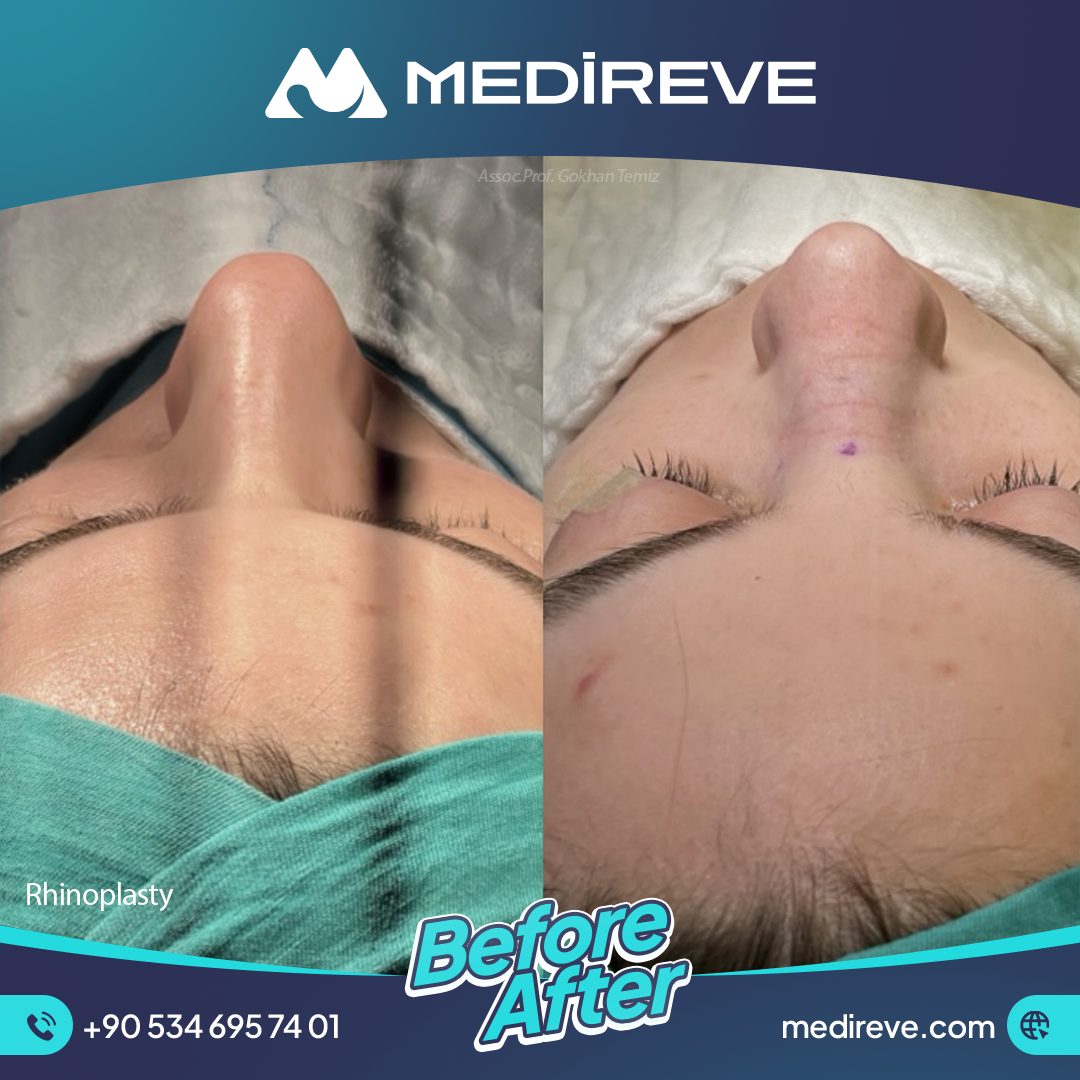 MEDİREVE
Assoc.Prof. Gokhan Temiz
Rhinoplasty
Before
After
+90 534 695 74 01
medireve.com